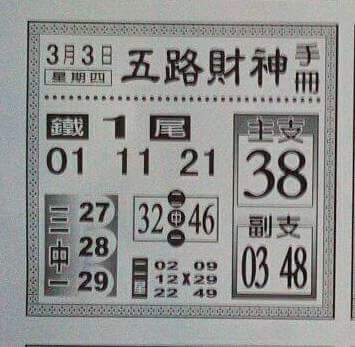 3月3日
星期四
五路財神
手冊
鐵1尾
01 11 21
主支
38
三中一
27
28
29
32 二中一 46
副支
03 48
二星
02 09
12 X 29
22 49